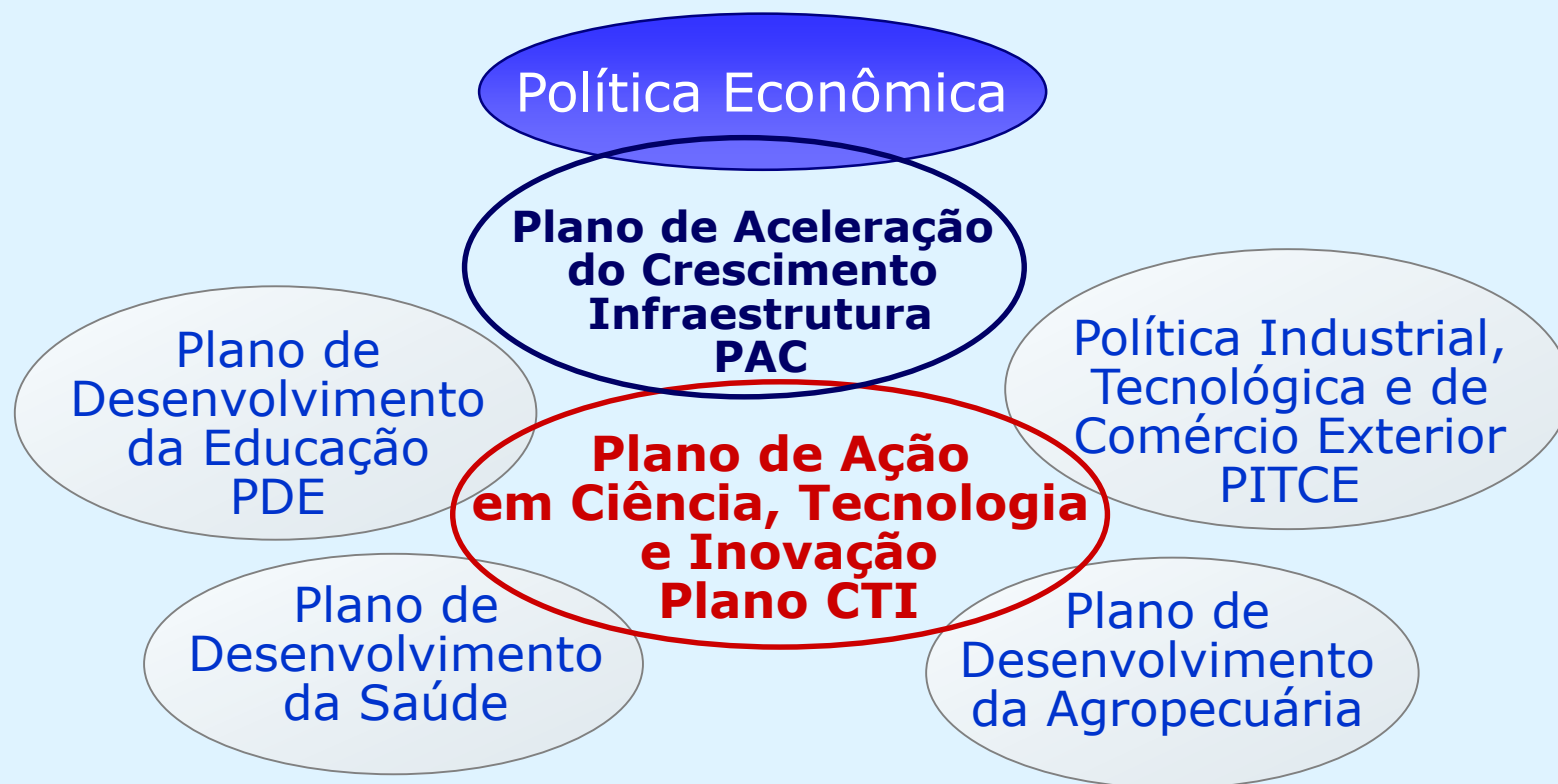 Política Econômica
Plano de Aceleração
do Crescimento
Infraestrutura
PAC
Plano de
Desenvolvimento
da Educação
PDE
Política Industrial,
Tecnológica e de
Comércio Exterior
PITCE
Plano de Ação
em Ciência, Tecnologia
e Inovação
Plano CTI
Plano de
Desenvolvimento
da Saúde
Plano de
Desenvolvimento
da Agropecuária